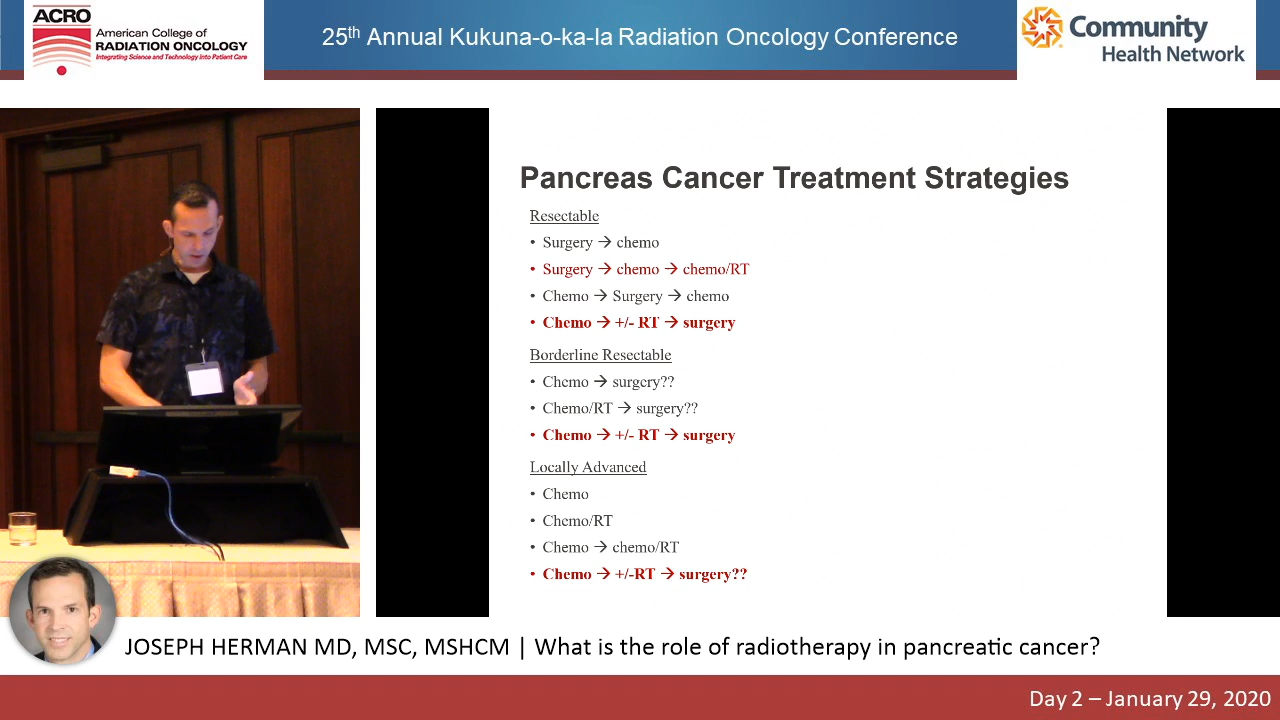 ACRO
American College of
RADIATION ONCOLOGY
Integrating Science and Technology Into Patient Care
25th Annual Kukuna-o-ka-la Radiation Oncology Conference
Community
Health Network
Pancreas Cancer Treatment Strategies
Resectable
• Surgery → chemo
• Surgery → chemo → chemo/RT
• Chemo → Surgery → chemo
• Chemo → +/- RT → surgery
Borderline Resectable
• Chemo → surgery??
• Chemo/RT → surgery??
• Chemo → +/- RT → surgery
Locally Advanced
• Chemo
• Chemo/RT
• Chemo → chemo/RT
• Chemo → +/-RT → surgery??
JOSEPH HERMAN MD, MSC, MSHCM | What is the role of radiotherapy in pancreatic cancer?
Day 2 – January 29, 2020